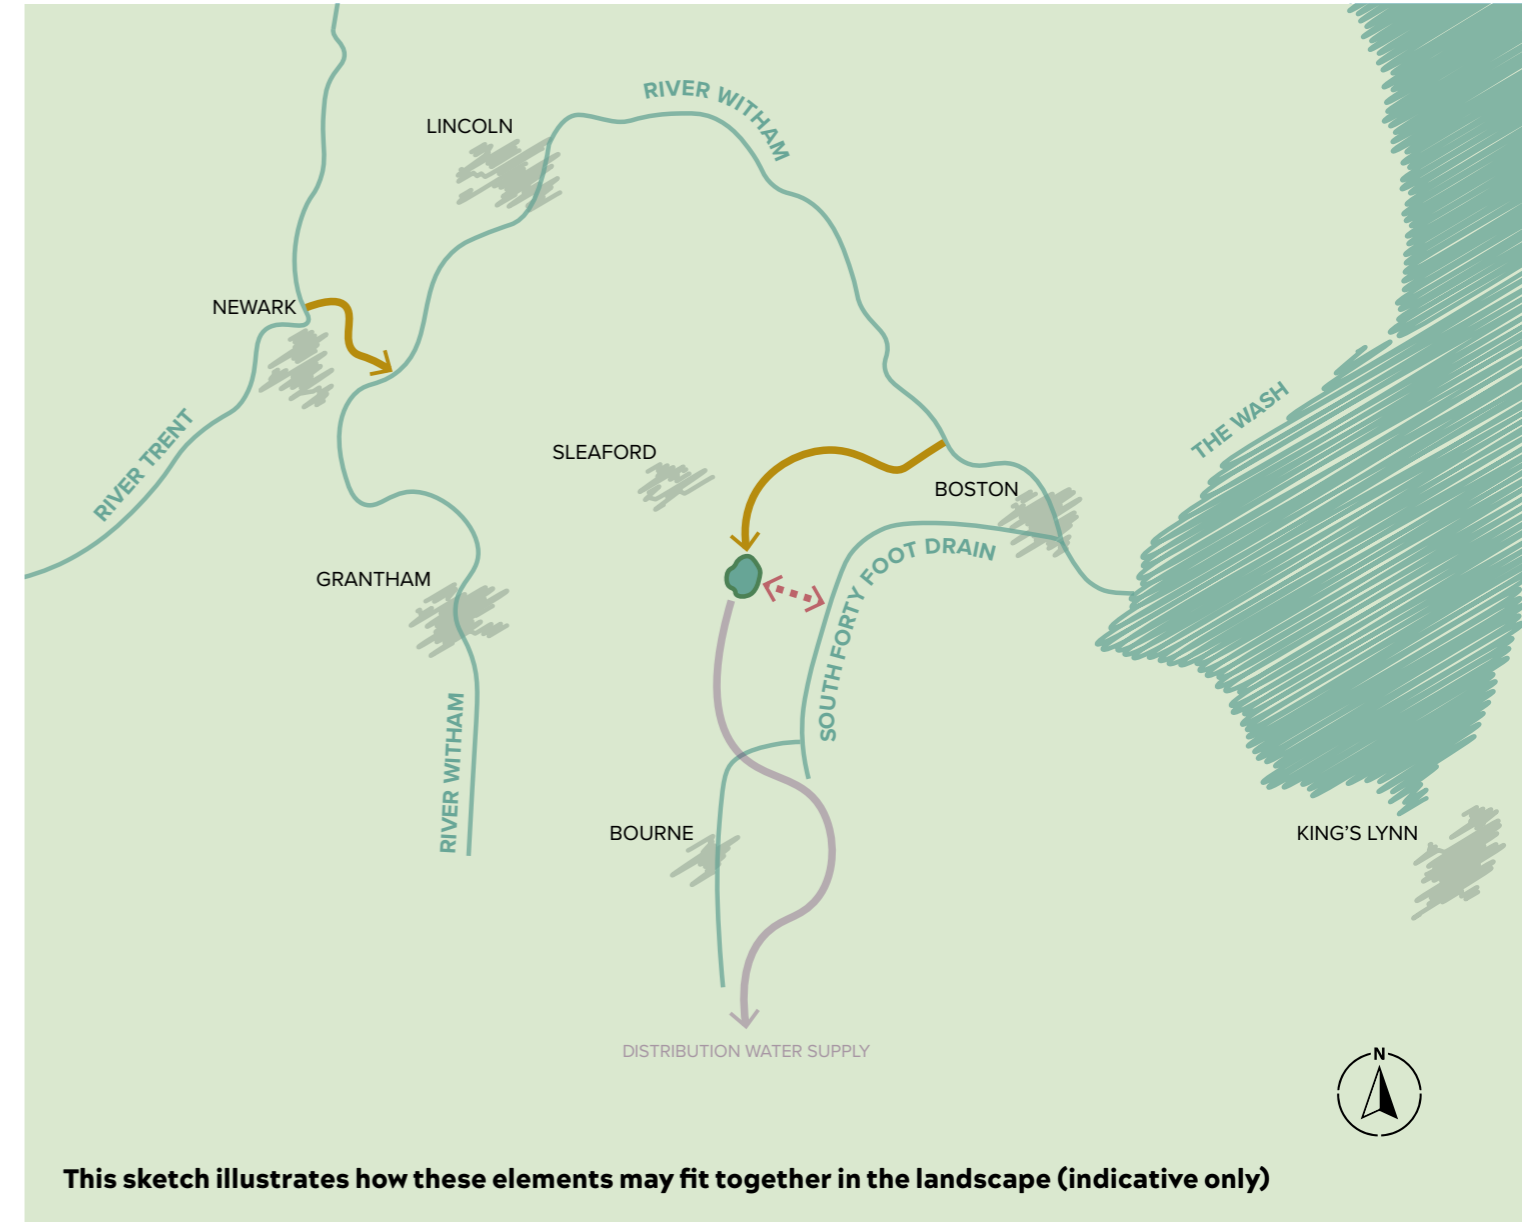 RIVER WITHAM
LINCOLN
NEWARK
THE WASH
RIVER TRENT
SLEAFORD
BOSTON
SOUTH FORTY FOOT DRAIN
GRANTHAM
RIVER WITHAM
BOURNE
KING'S LYNN
DISTRIBUTION WATER SUPPLY
N
This sketch illustrates how these elements may fit together in the landscape (indicative only)